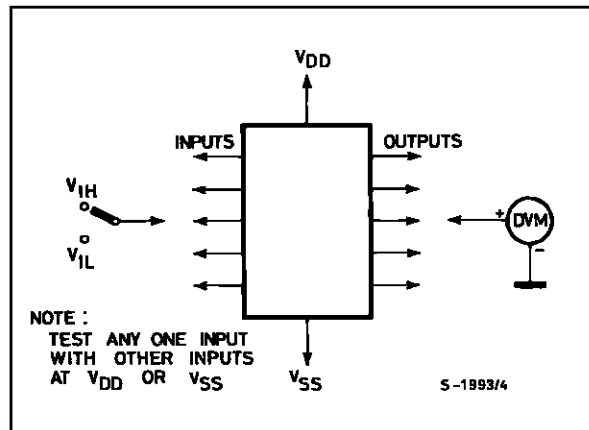 VDD
INPUTS
OUTPUTS
VIH
VIL
+
DVM
-
NOTE :
TEST ANY ONE INPUT
WITH OTHER INPUTS
AT VDD OR VSS
VSS
S-1993/4